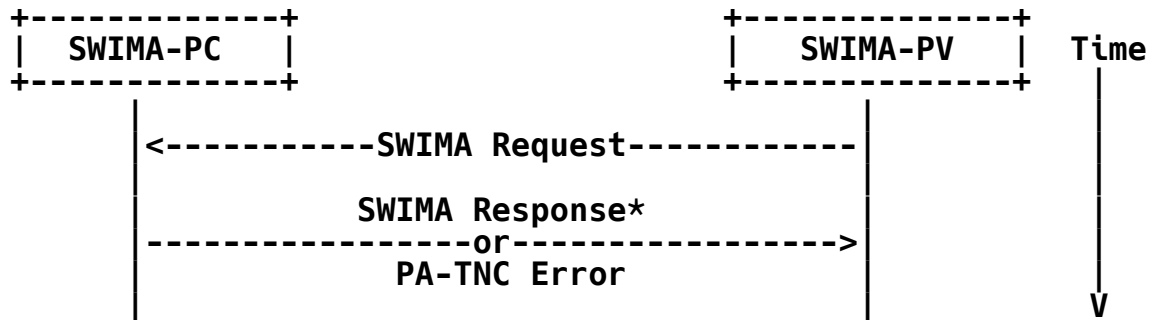 SWIMA-PC SWIMA-PV Time
SWIMA Request
SWIMA Response*
or
PA-TNC Error
V